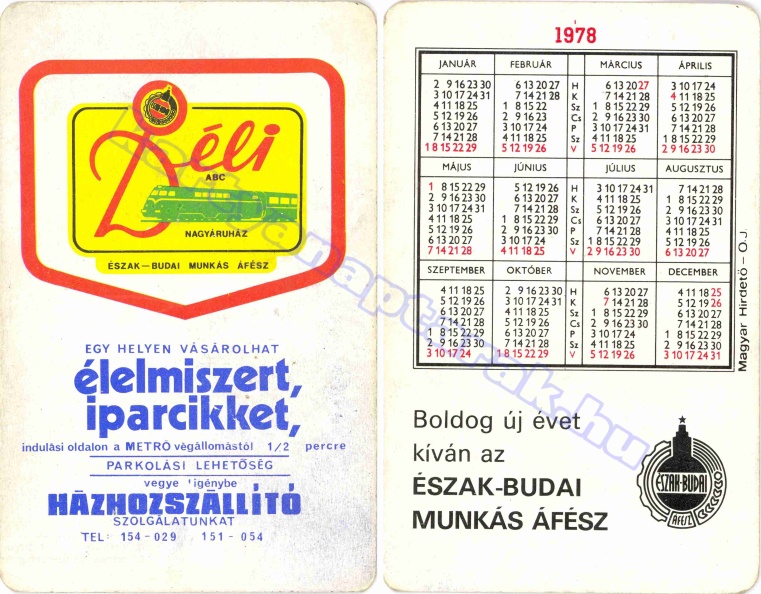 Déli
ABC
NAGYÁRUHÁZ
ÉSZAK—BUDAI MUNKÁS ÁFÉSZ
EGY HELYEN VÁSÁROLHAT
élelmiszert,
iparcikket,
indulási oldalon a METRÓ végállomástól 1/2 percre
PARKOLÁSI LEHETŐSÉG
vegye igénybe
HÁZHOZSZÁLLÍTÓ
SZOLGÁLATUNKAT
TEL: 154-029 151-054
1978
JANUÁR FEBRUÁR MÁRCIUS ÁPRILIS
2 9 16 23 30 6 13 20 27 H 6 13 20 27 3 10 17 24
3 10 17 24 31 7 14 21 28 K 7 14 21 28 4 11 18 25
4 11 18 25 1 8 15 22 Sz 1 8 15 22 29 5 12 19 26
5 12 19 26 2 9 16 23 Cs 2 9 16 23 30 6 13 20 27
6 13 20 27 3 10 17 24 P 3 10 17 24 31 7 14 21 28
7 14 21 28 4 11 18 25 Sz 4 11 18 25 1 8 15 22 29
1 8 15 22 29 5 12 19 26 V 5 12 19 26 2 9 16 23 30
MÁJUS JÚNIUS JÚLIUS AUGUSZTUS
1 8 15 22 29 5 12 19 26 H 3 10 17 24 31 7 14 21 28
2 9 16 23 30 6 13 20 27 K 4 11 18 25 1 8 15 22 29
3 10 17 24 31 7 14 21 28 Sz 5 12 19 26 2 9 16 23 30
4 11 18 25 1 8 15 22 29 Cs 6 13 20 27 3 10 17 24 31
5 12 19 26 2 9 16 23 30 P 7 14 21 28 4 11 18 25
6 13 20 27 3 10 17 24 Sz 1 8 15 22 29 5 12 19 26
7 14 21 28 4 11 18 25 V 2 9 16 23 30 6 13 20 27
SZEPTEMBER OKTÓBER NOVEMBER DECEMBER
4 11 18 25 2 9 16 23 30 H 6 13 20 27 4 11 18 25
5 12 19 26 3 10 17 24 31 K 7 14 21 28 5 12 19 26
6 13 20 27 4 11 18 25 Sz 1 8 15 22 29 6 13 20 27
7 14 21 28 5 12 19 26 Cs 2 9 16 23 30 7 14 21 28
1 8 15 22 29 6 13 20 27 P 3 10 17 24 1 8 15 22 29
2 9 16 23 30 7 14 21 28 Sz 4 11 18 25 2 9 16 23 30
3 10 17 24 1 8 15 22 29 V 5 12 19 26 3 10 17 24 31
Magyar Hirdető – O.J.
Boldog új évet
kíván az
ÉSZAK-BUDAI
MUNKÁS ÁFÉSZ
ÉSZAK-BUDAI
ÁFÉSZ
kartyanaptarak.hu